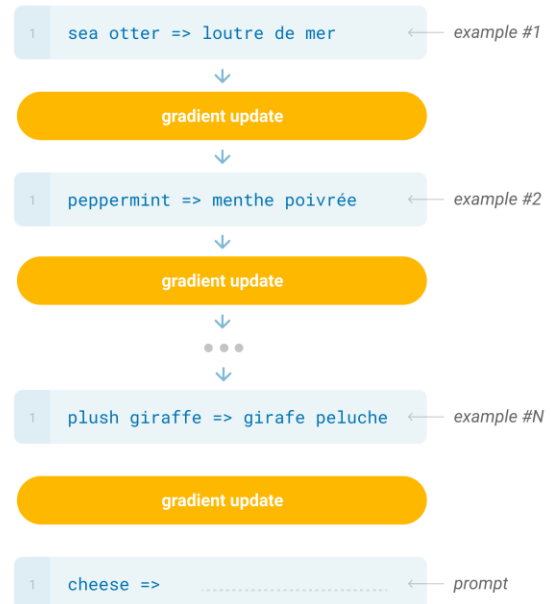 1 sea otter => loutre de mer example #1
gradient update
1 peppermint => menthe poivrée example #2
gradient update
1 plush giraffe => girafe peluche example #N
gradient update
1 cheese => prompt